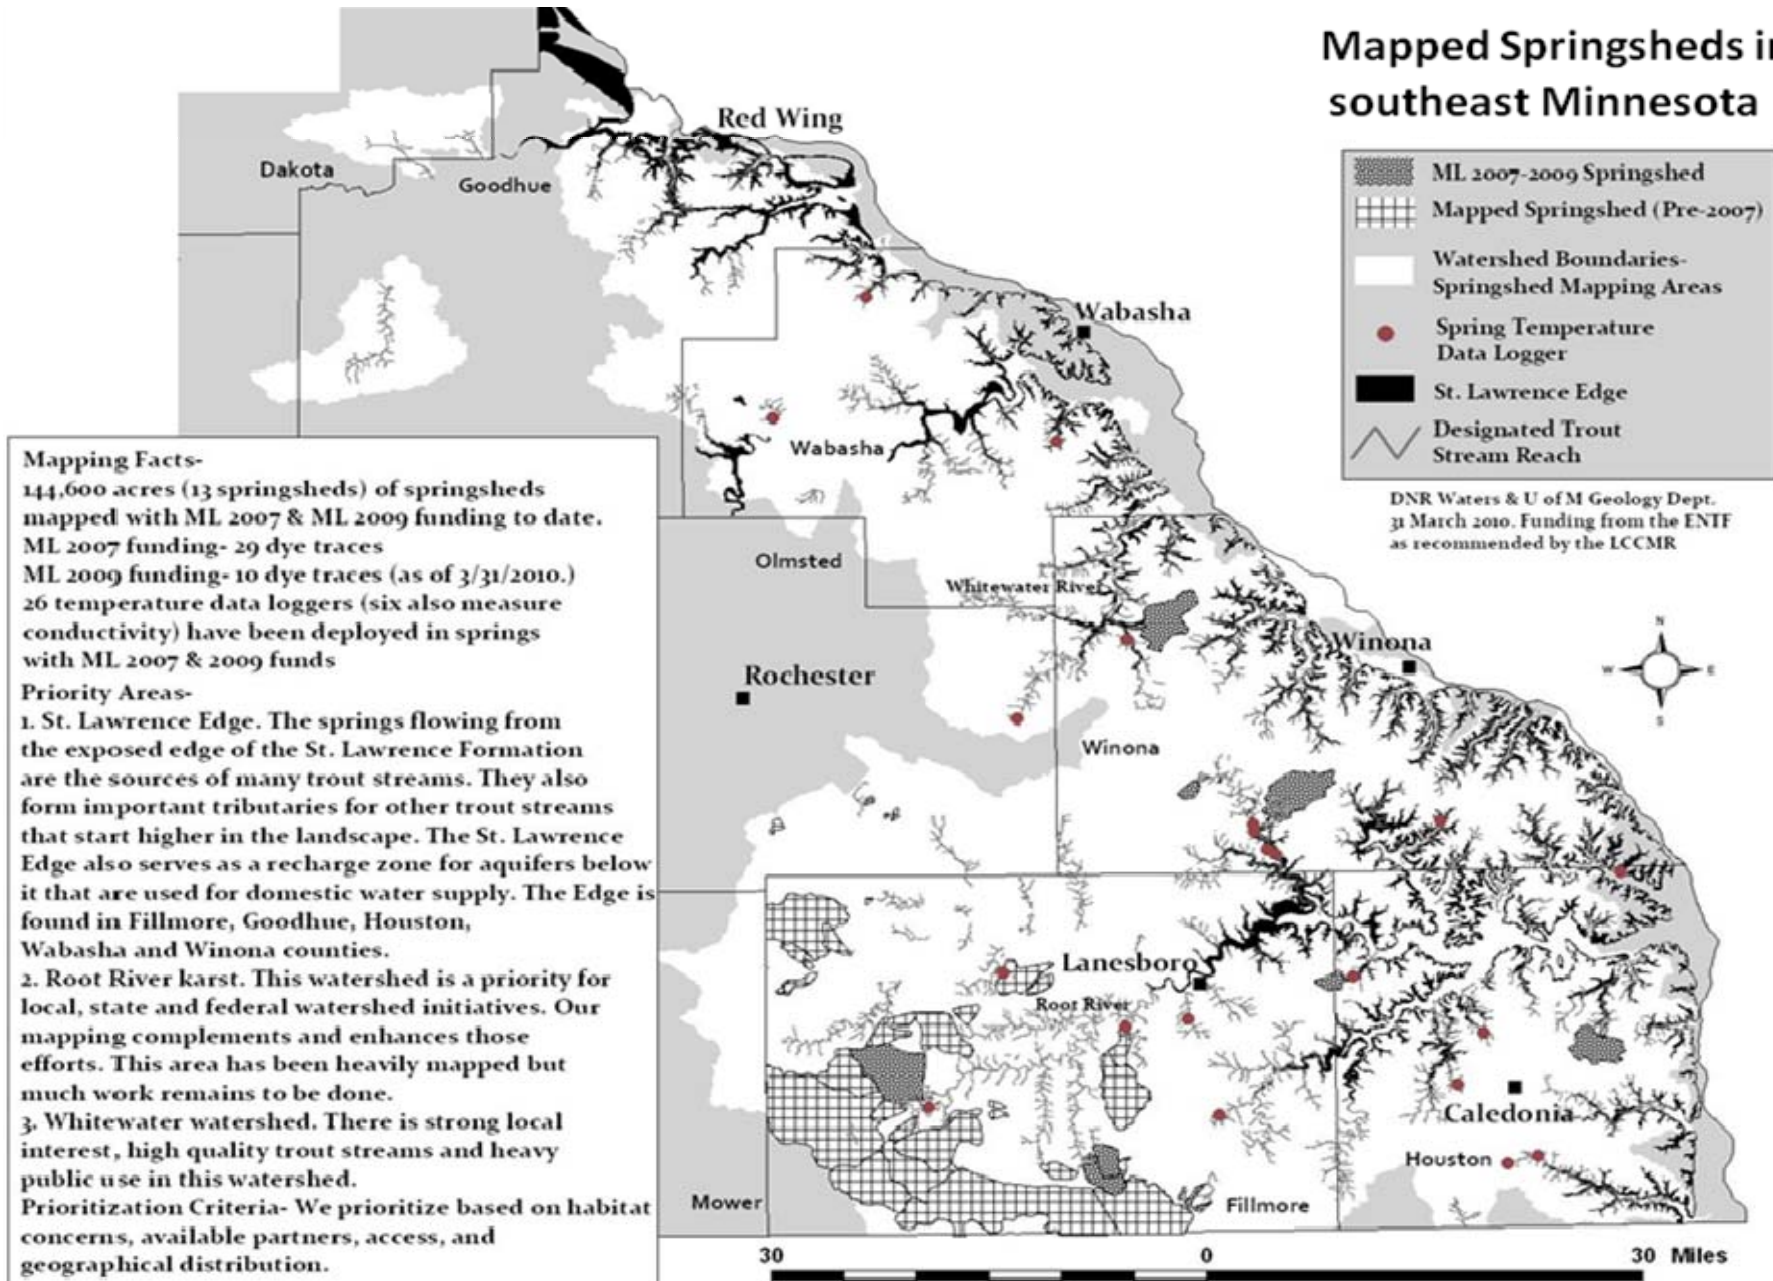 Mapped Springsheds in
southeast Minnesota
ML 2007-2009 Springshed
Mapped Springshed (Pre-2007)
Watershed Boundaries-
Springshed Mapping Areas
Spring Temperature
Data Logger
St. Lawrence Edge
Designated Trout
Stream Reach
DNR Waters & U of M Geology Dept.
31 March 2010. Funding from the ENTF
as recommended by the LCCMR
Red Wing
Dakota
Goodhue
Wabasha
Wabasha
Olmsted
Whitewater River
Winona
Rochester
Winona
Lanesboro
Root River
Caledonia
Houston
Mower
Fillmore
N
W
E
S
Mapping Facts-
144,600 acres (13 springsheds) of springsheds
mapped with ML 2007 & ML 2009 funding to date.
ML 2007 funding- 29 dye traces
ML 2009 funding- 10 dye traces (as of 3/31/2010.)
26 temperature data loggers (six also measure
conductivity) have been deployed in springs
with ML 2007 & 2009 funds
Priority Areas-
1. St. Lawrence Edge. The springs flowing from
the exposed edge of the St. Lawrence Formation
are the sources of many trout streams. They also
form important tributaries for other trout streams
that start higher in the landscape. The St. Lawrence
Edge also serves as a recharge zone for aquifers below
it that are used for domestic water supply. The Edge is
found in Fillmore, Goodhue, Houston,
Wabasha and Winona counties.
2. Root River karst. This watershed is a priority for
local, state and federal watershed initiatives. Our
mapping complements and enhances those
efforts. This area has been heavily mapped but
much work remains to be done.
3. Whitewater watershed. There is strong local
interest, high quality trout streams and heavy
public use in this watershed.
Prioritization Criteria- We prioritize based on habitat
concerns, available partners, access, and
geographical distribution.
30 0 30 Miles